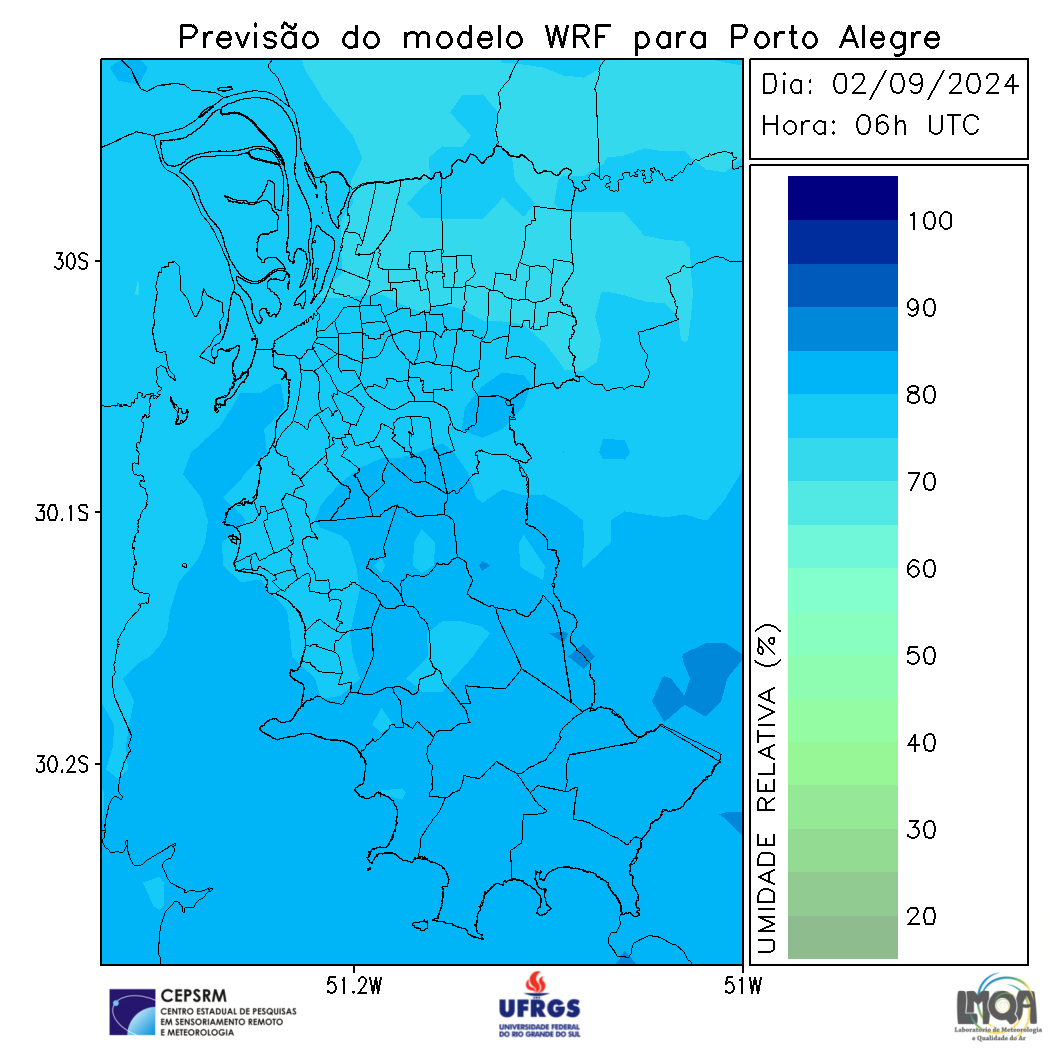 Previsão do modelo WRF para Porto Alegre
Dia: 02/09/2024
Hora: 06h UTC
100
90
80
70
60
50
40
30
20
UMIDADE RELATIVA (%)
30S
30.1S
30.2S
51.2W
51W
CEPSRM
CENTRO ESTADUAL DE PESQUISAS
EM SENSORIAMENTO REMOTO
E METEOROLOGIA
UFRGS
UNIVERSIDADE FEDERAL
DO RIO GRANDE DO SUL
LMQA
Laboratório de Meteorologia
e Qualidade do Ar